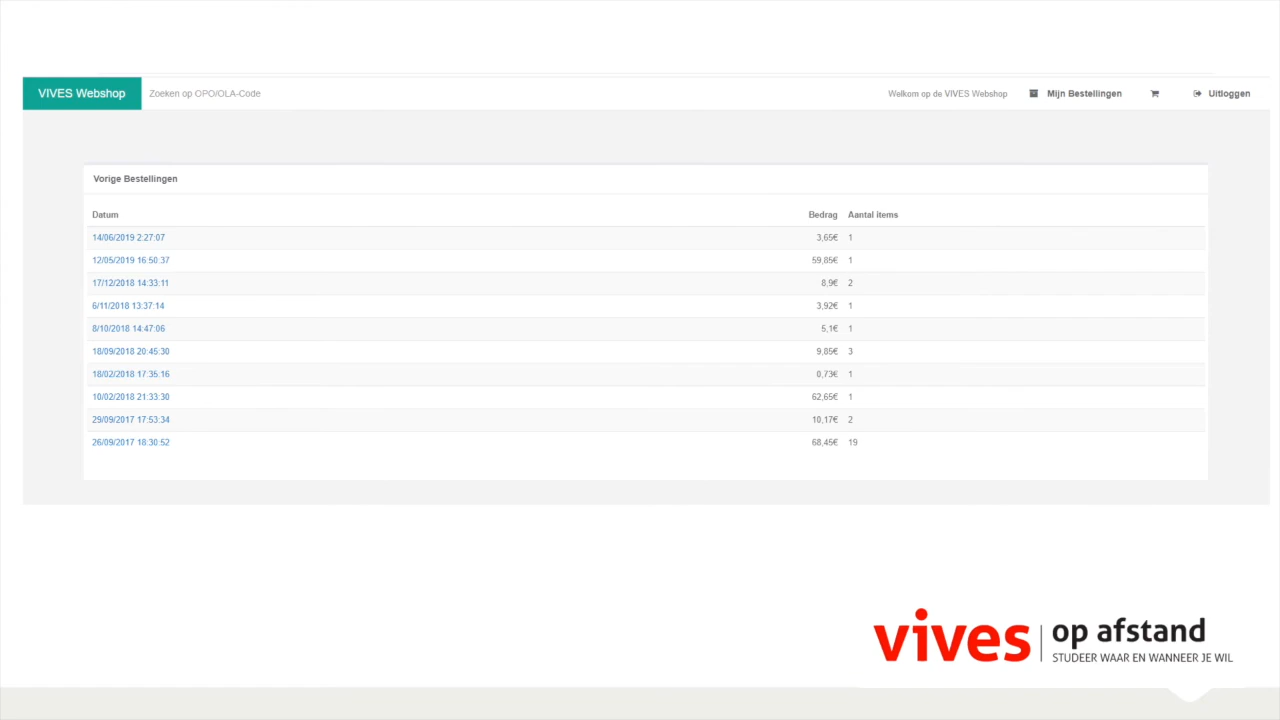 VIVES Webshop Zoeken op OPO/OLA-Code Welkom op de VIVES Webshop Mijn Bestellingen Uitloggen
Vorige Bestellingen
Datum Bedrag Aantal items
14/06/2019 2:27:07 3,65€ 1
12/05/2019 16:50:37 59,85€ 1
17/12/2018 14:33:11 8,9€ 2
6/11/2018 13:37:14 3,92€ 1
8/10/2018 14:47:06 5,1€ 1
18/09/2018 20:45:30 9,85€ 3
18/02/2018 17:35:16 0,73€ 1
10/02/2018 21:33:30 62,65€ 1
29/09/2017 17:53:34 10,17€ 2
26/09/2017 18:30:52 68,45€ 19
vives op afstand
STUDEER WAAR EN WANNEER JE WIL